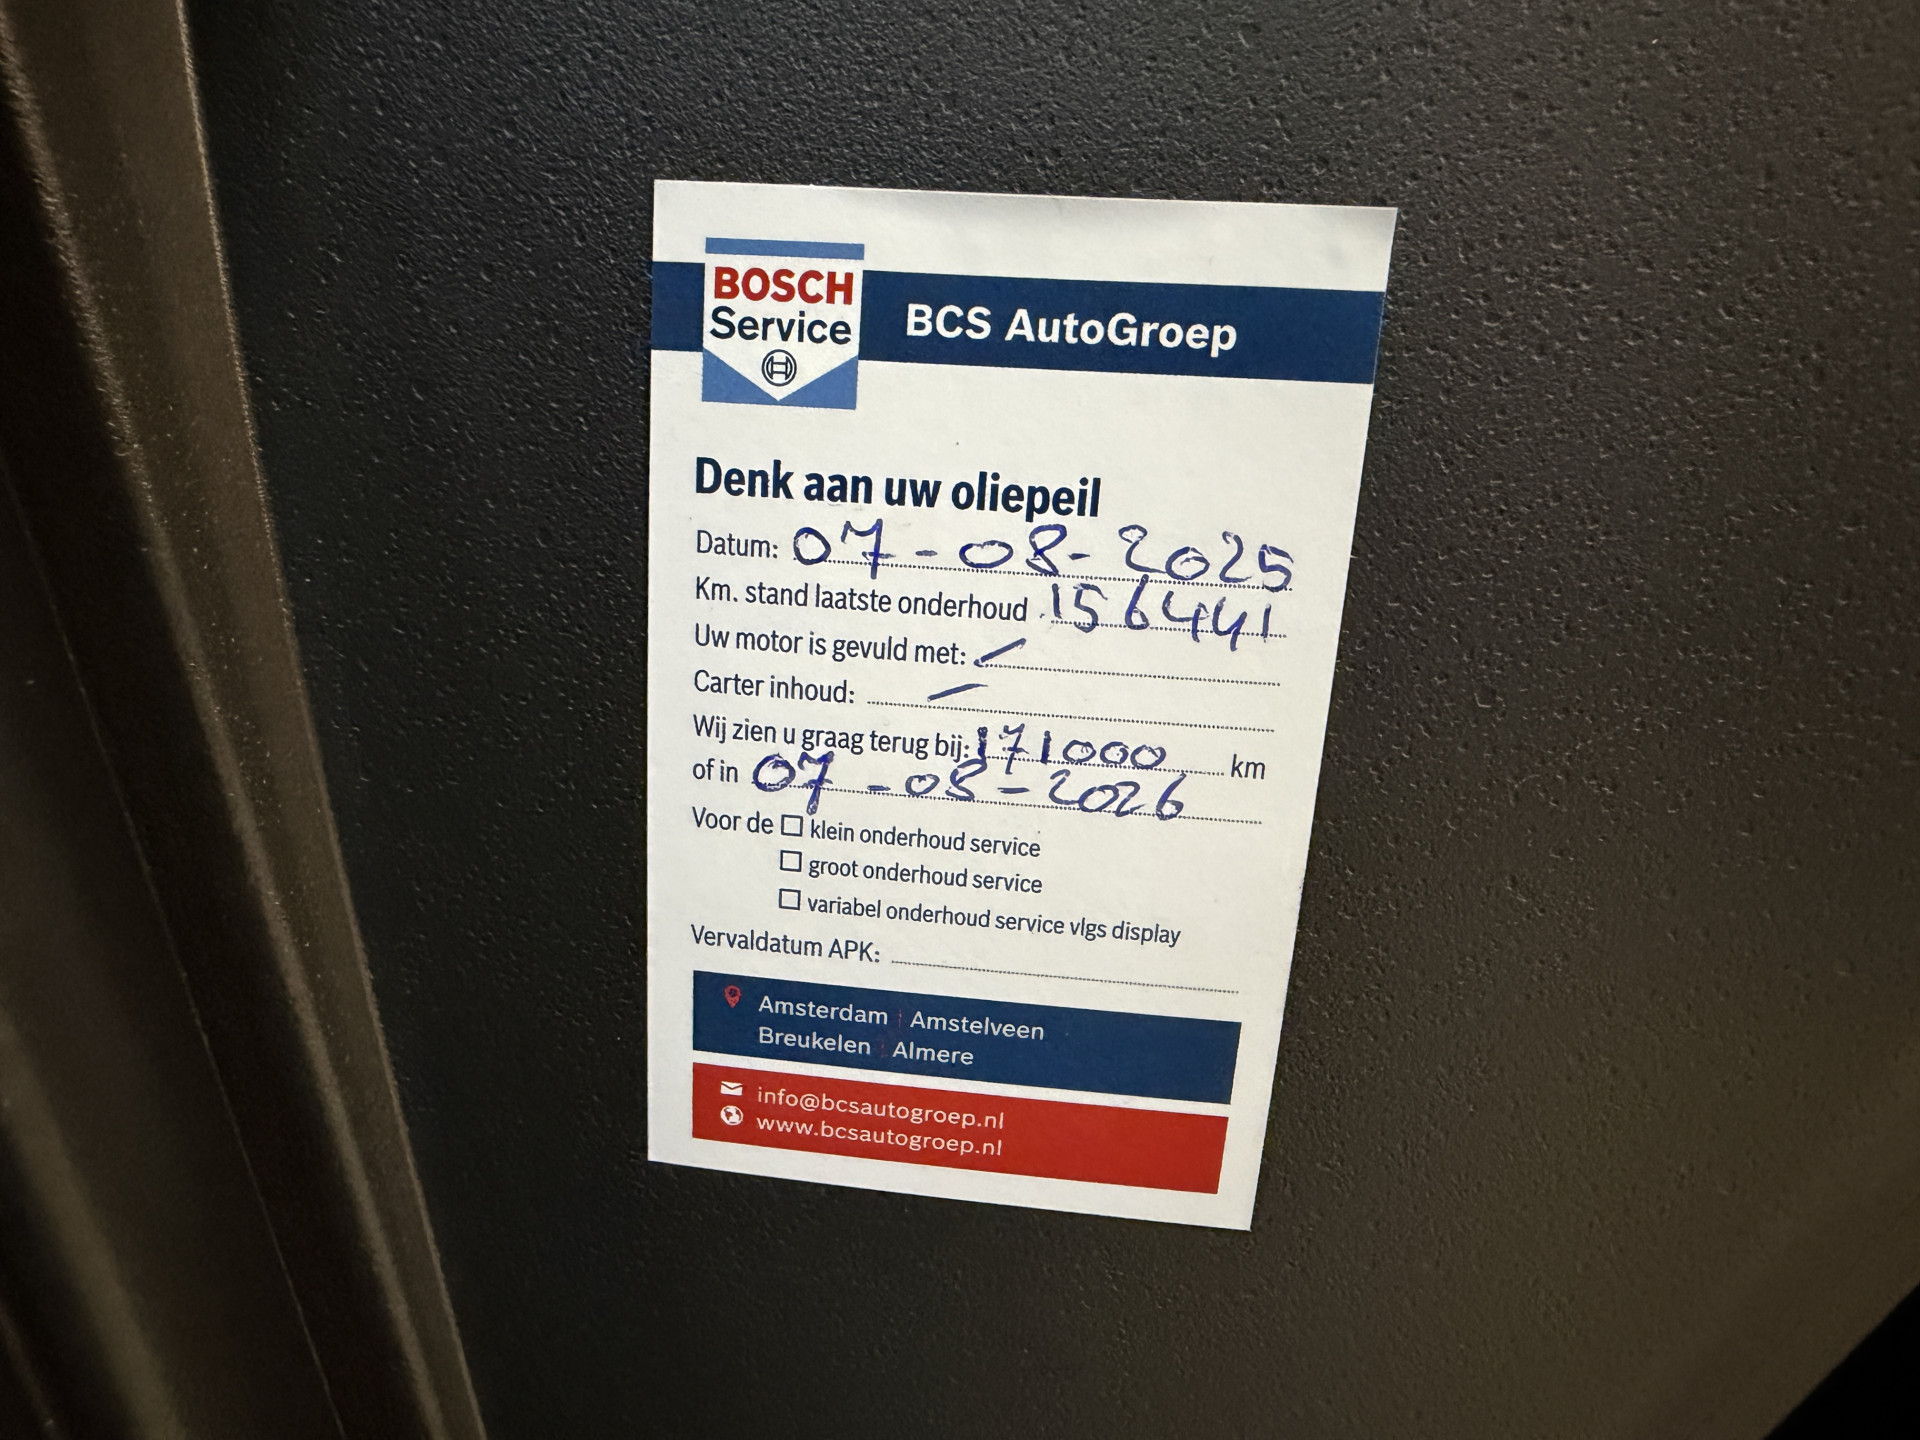 BOSCH
Service
BCS AutoGroep
Denk aan uw oliepeil
Datum: 07-08-2025
Km. stand laatste onderhoud 156441
Uw motor is gevuld met: /
Carter inhoud: /
Wij zien u graag terug bij: 171000 km
of in 07-08-2026
Voor de klein onderhoud service
groot onderhoud service
variabel onderhoud service vlgs display
Vervaldatum APK:
Amsterdam | Amstelveen
Breukelen | Almere
info@bcsautogroep.nl
www.bcsautogroep.nl